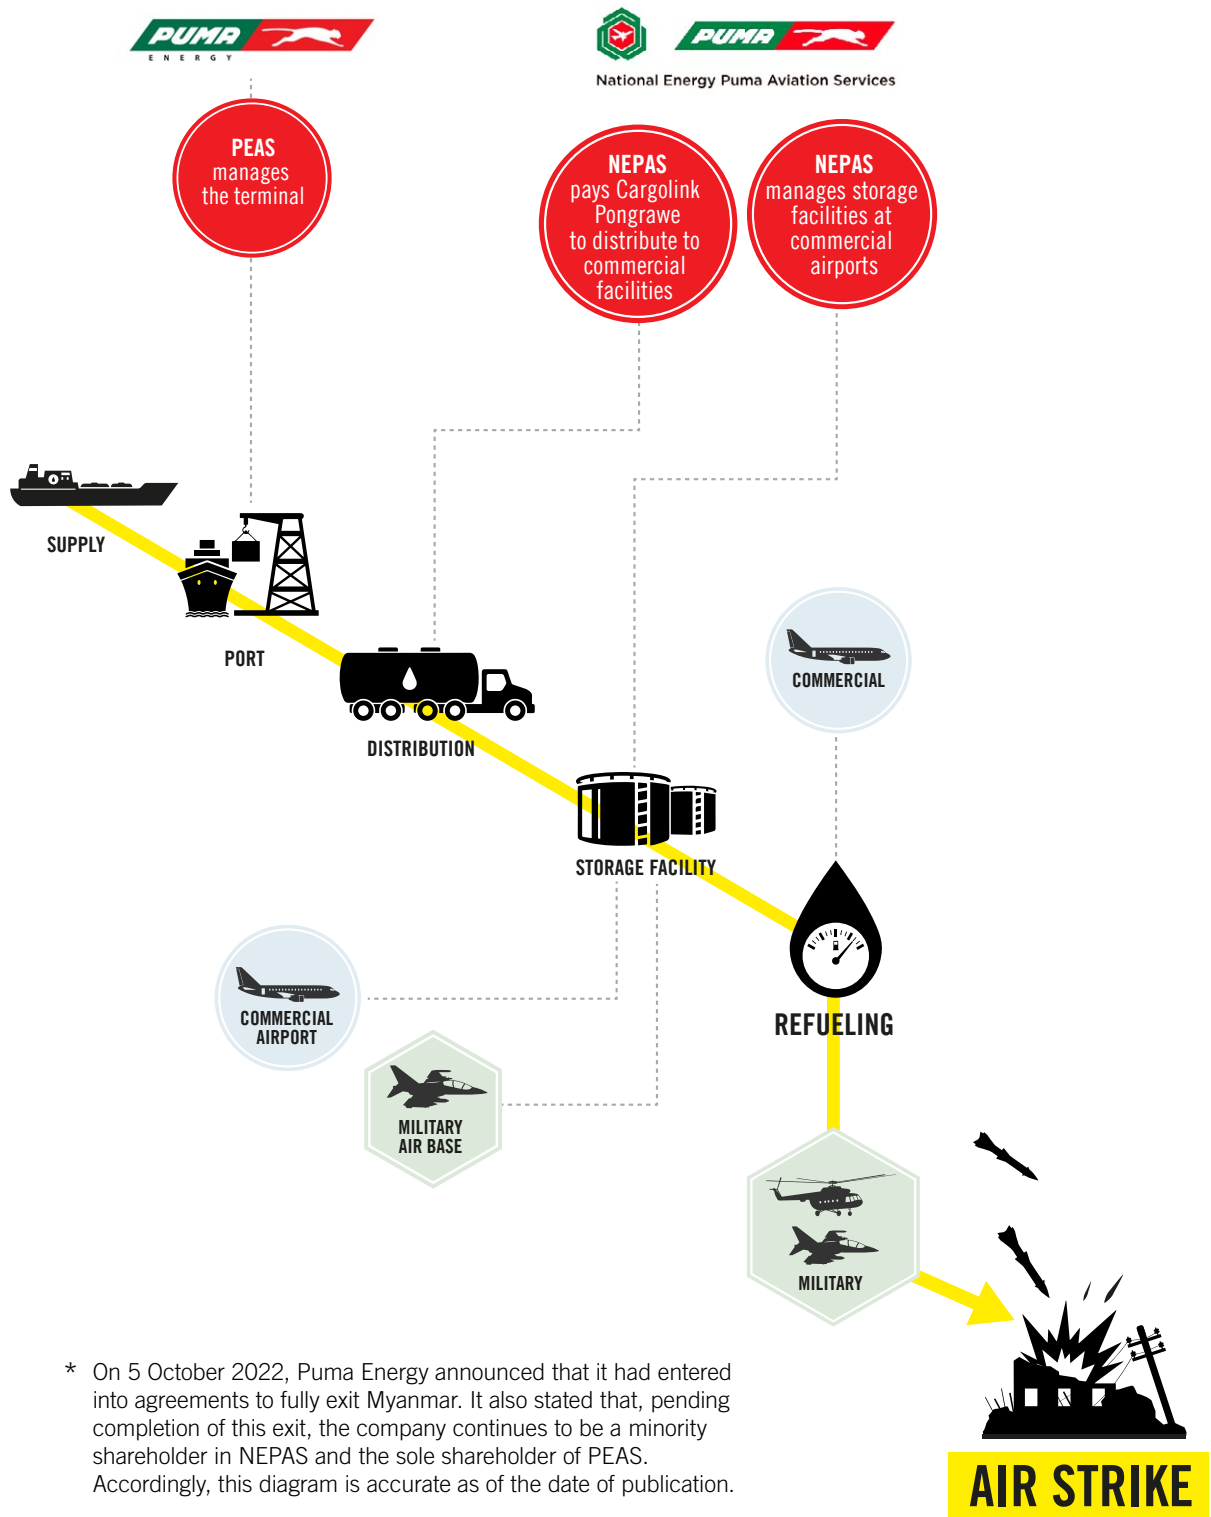 PUMA
ENERGY
PUMA
National Energy Puma Aviation Services
PEAS
manages
the terminal
NEPAS
pays Cargolink
Pongrawe
to distribute to
commercial
facilities
NEPAS
manages storage
facilities at
commercial
airports
SUPPLY
PORT
DISTRIBUTION
COMMERCIAL
STORAGE FACILITY
COMMERCIAL
AIRPORT
REFUELING
MILITARY
AIR BASE
MILITARY
* On 5 October 2022, Puma Energy announced that it had entered
into agreements to fully exit Myanmar. It also stated that, pending
completion of this exit, the company continues to be a minority
shareholder in NEPAS and the sole shareholder of PEAS.
Accordingly, this diagram is accurate as of the date of publication.
AIR STRIKE